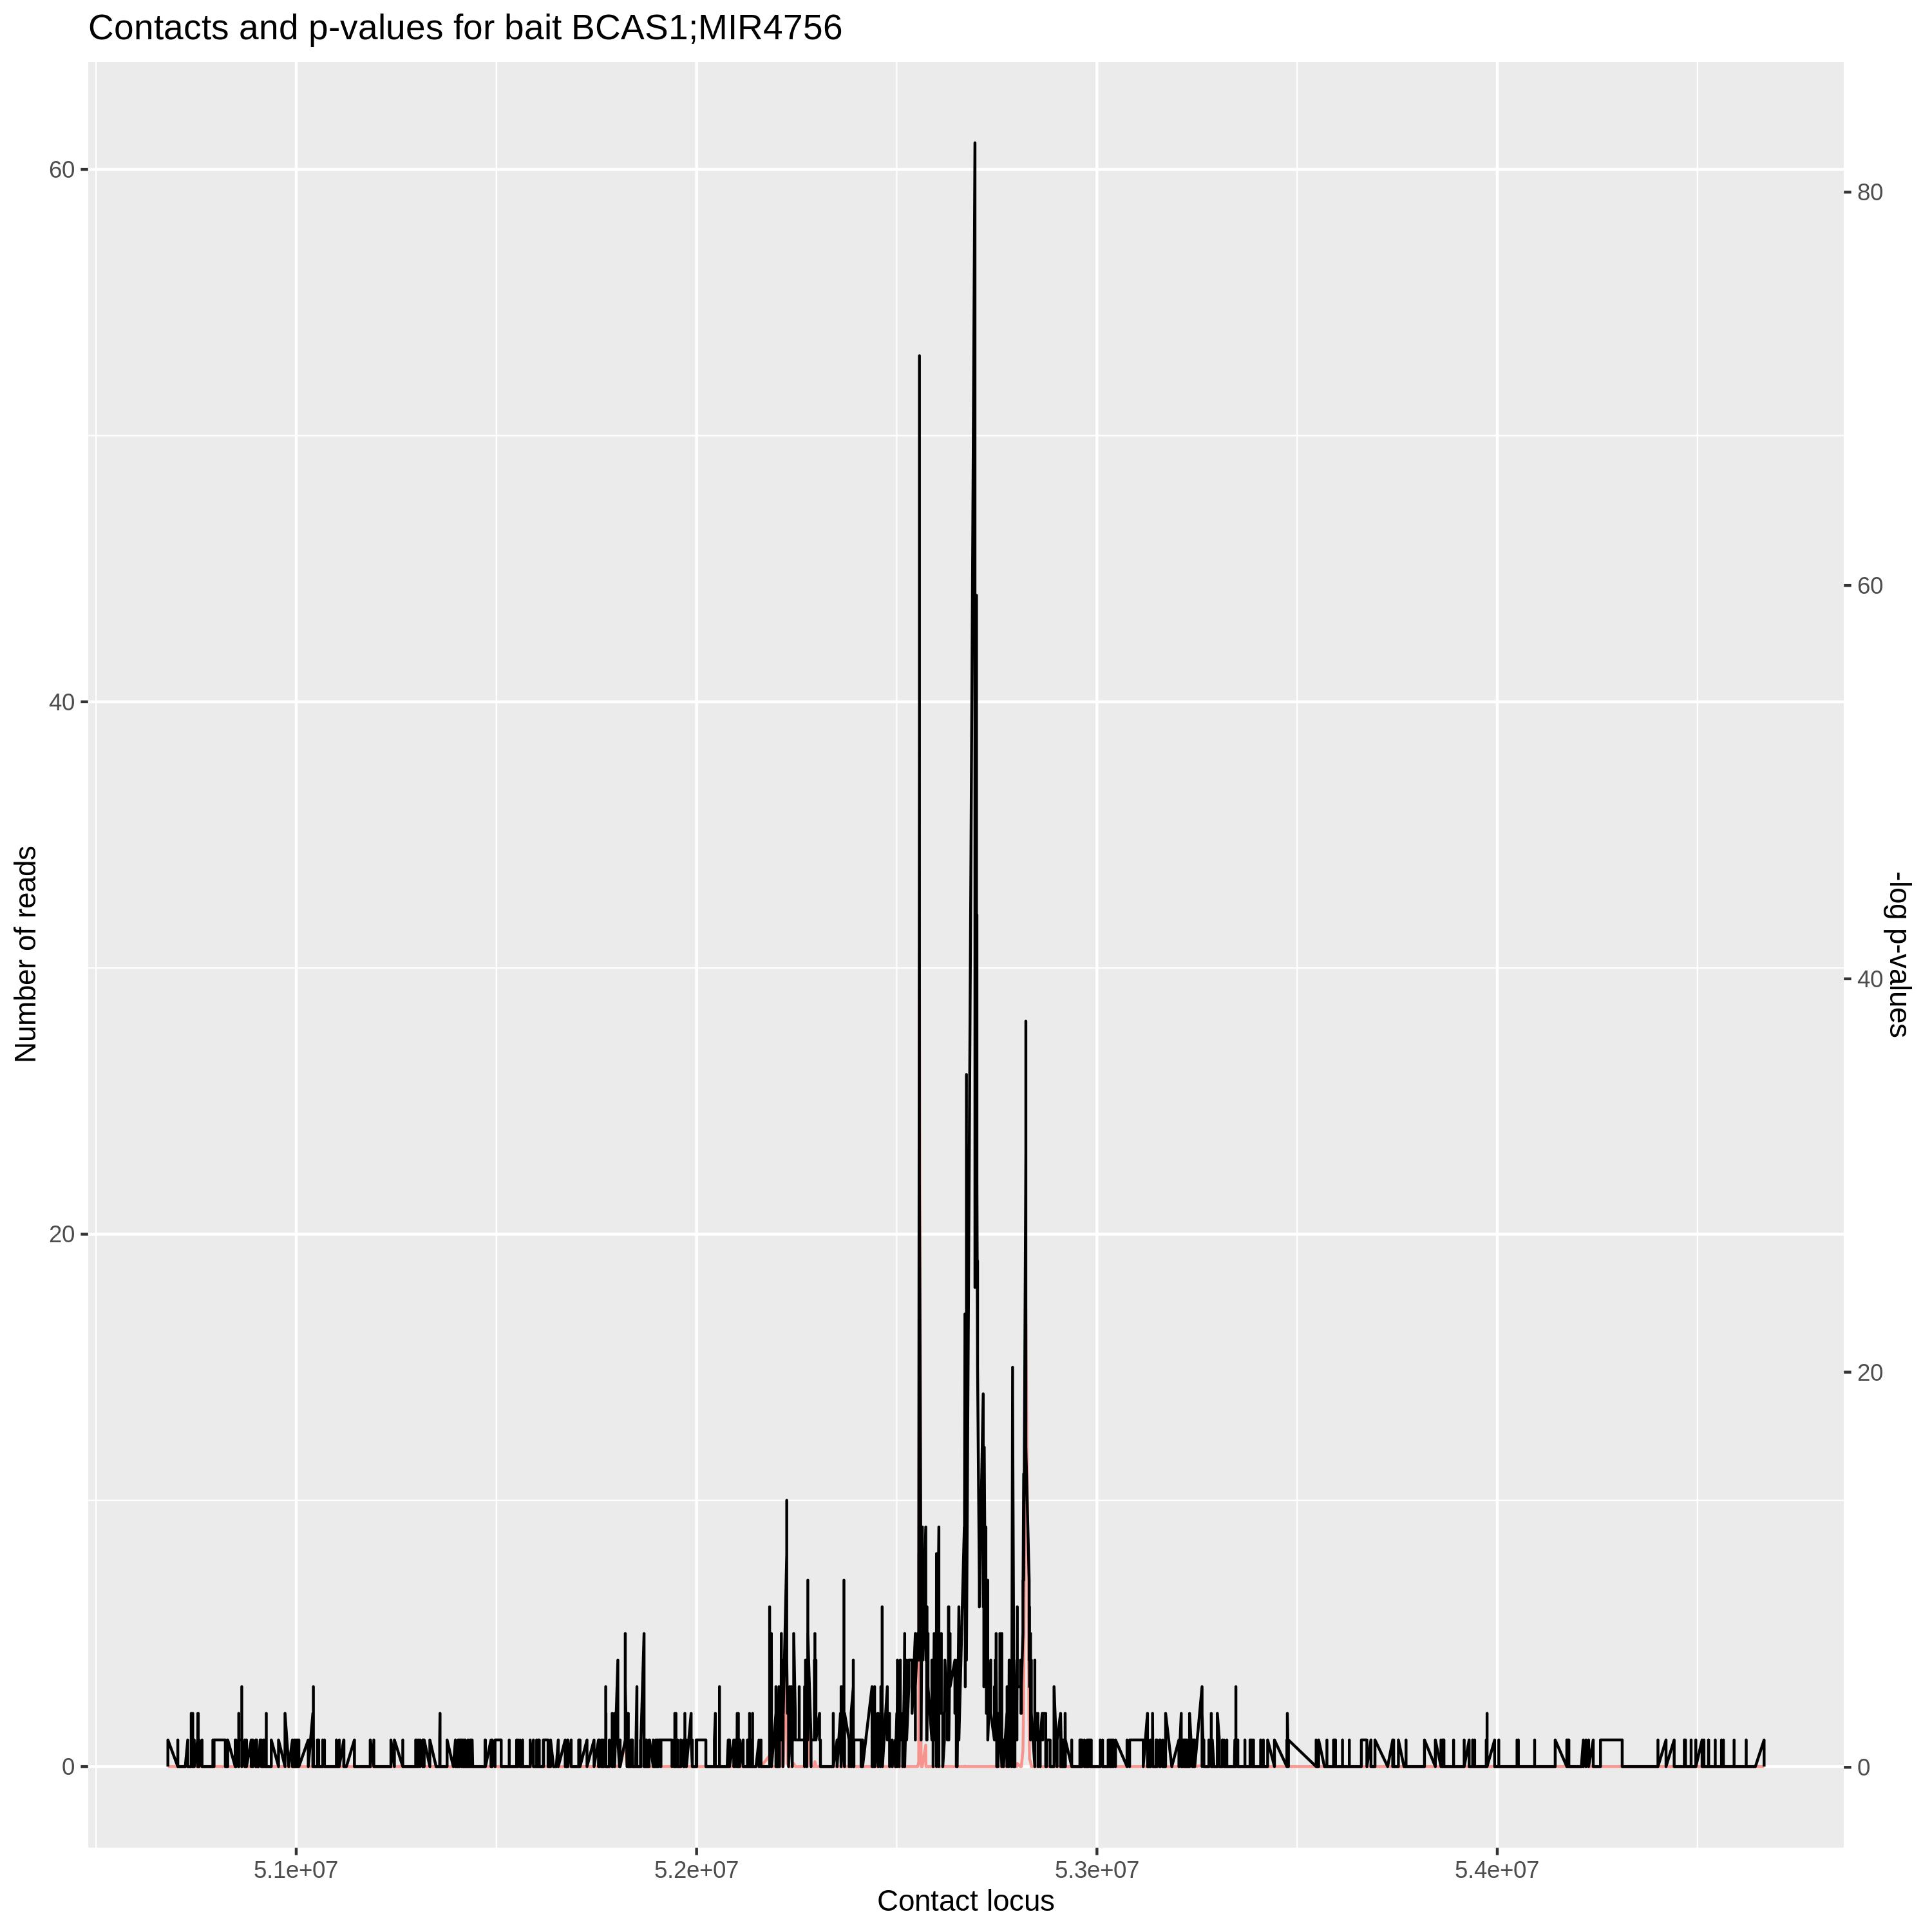 Contacts and p-values for bait BCAS1;MIR4756
60
40
20
0
Number of reads
80
60
40
20
0
-log p-values
5.1e+07 5.2e+07 5.3e+07 5.4e+07
Contact locus